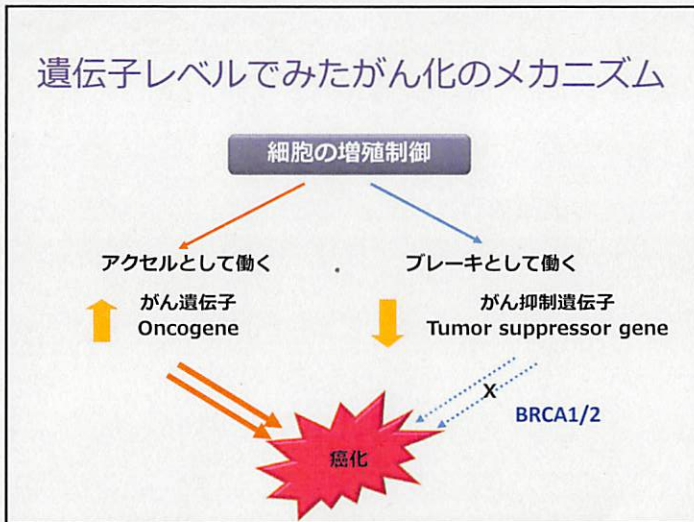 遺伝子レベルでみたがん化のメカニズム
細胞の増殖制御
アクセルとして働く
ブレーキとして働く
がん遺伝子
Oncogene
がん抑制遺伝子
Tumor suppressor gene
X
BRCA1/2
癌化